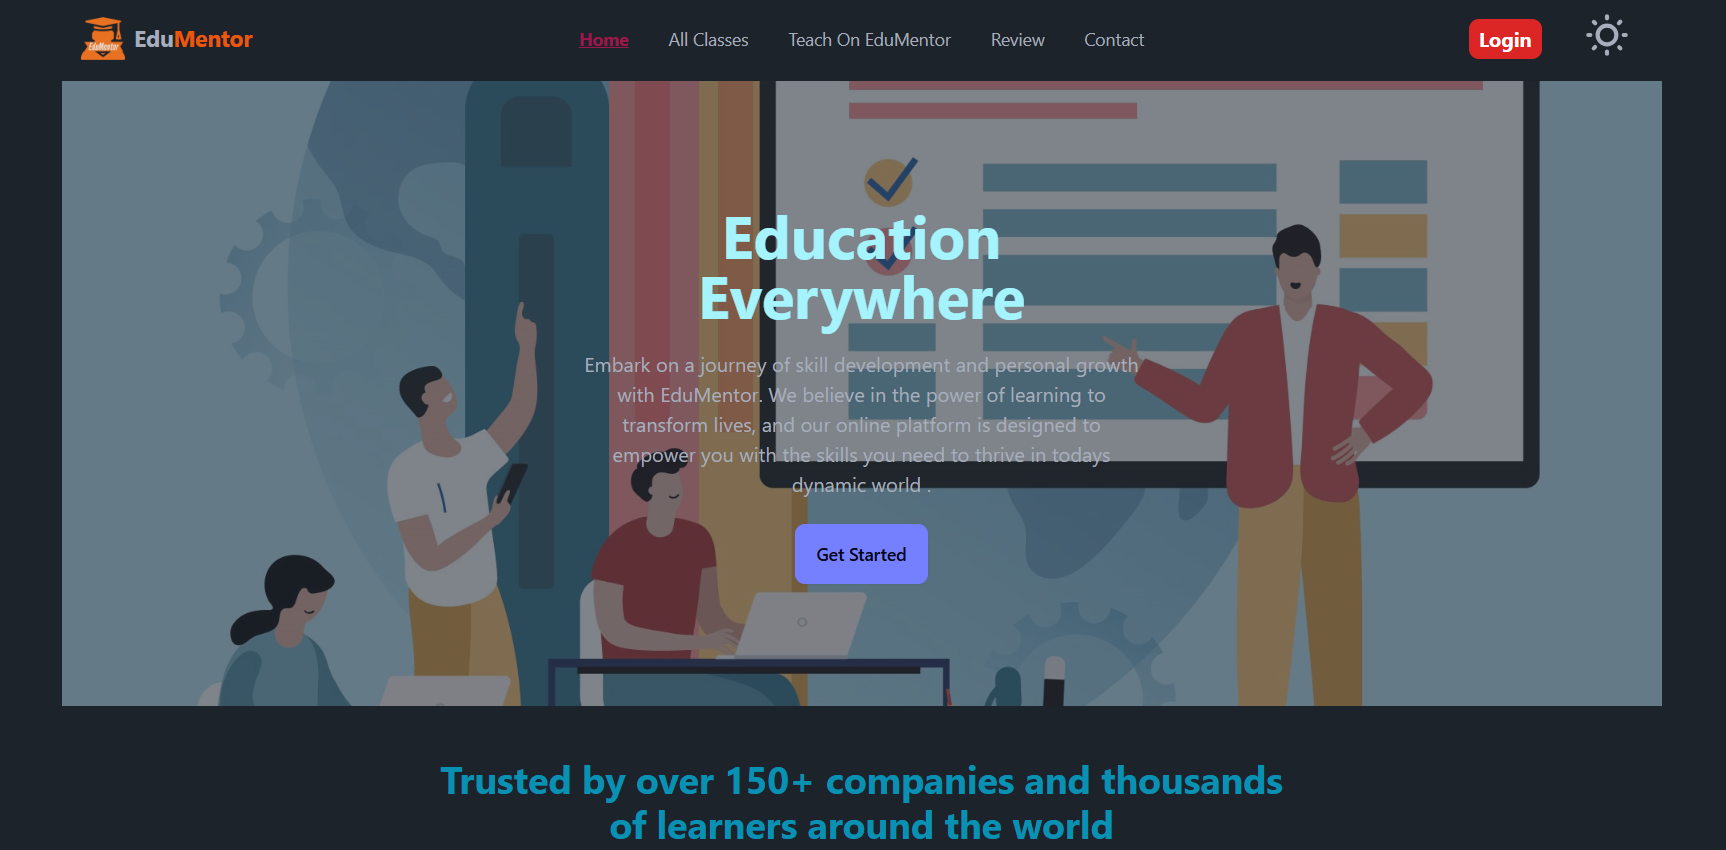 EduMentor
EduMentor
Home
All Classes
Teach On EduMentor
Review
Contact
Login
Education
Everywhere
Embark on a journey of skill development and personal growth
with EduMentor. We believe in the power of learning to
transform lives, and our online platform is designed to
empower you with the skills you need to thrive in todays
dynamic world .
Get Started
Trusted by over 150+ companies and thousands
of learners around the world